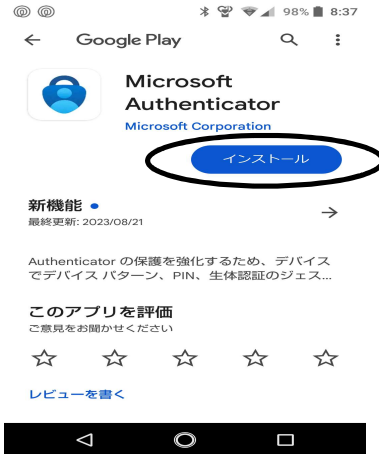 98% 8:37
Google Play
Microsoft
Authenticator
Microsoft Corporation
インストール
新機能
最終更新: 2023/08/21
Authenticator の保護を強化するため、デバイス
でデバイス パターン、PIN、生体認証のジェス...
このアプリを評価
ご意見をお聞かせください
レビューを書く